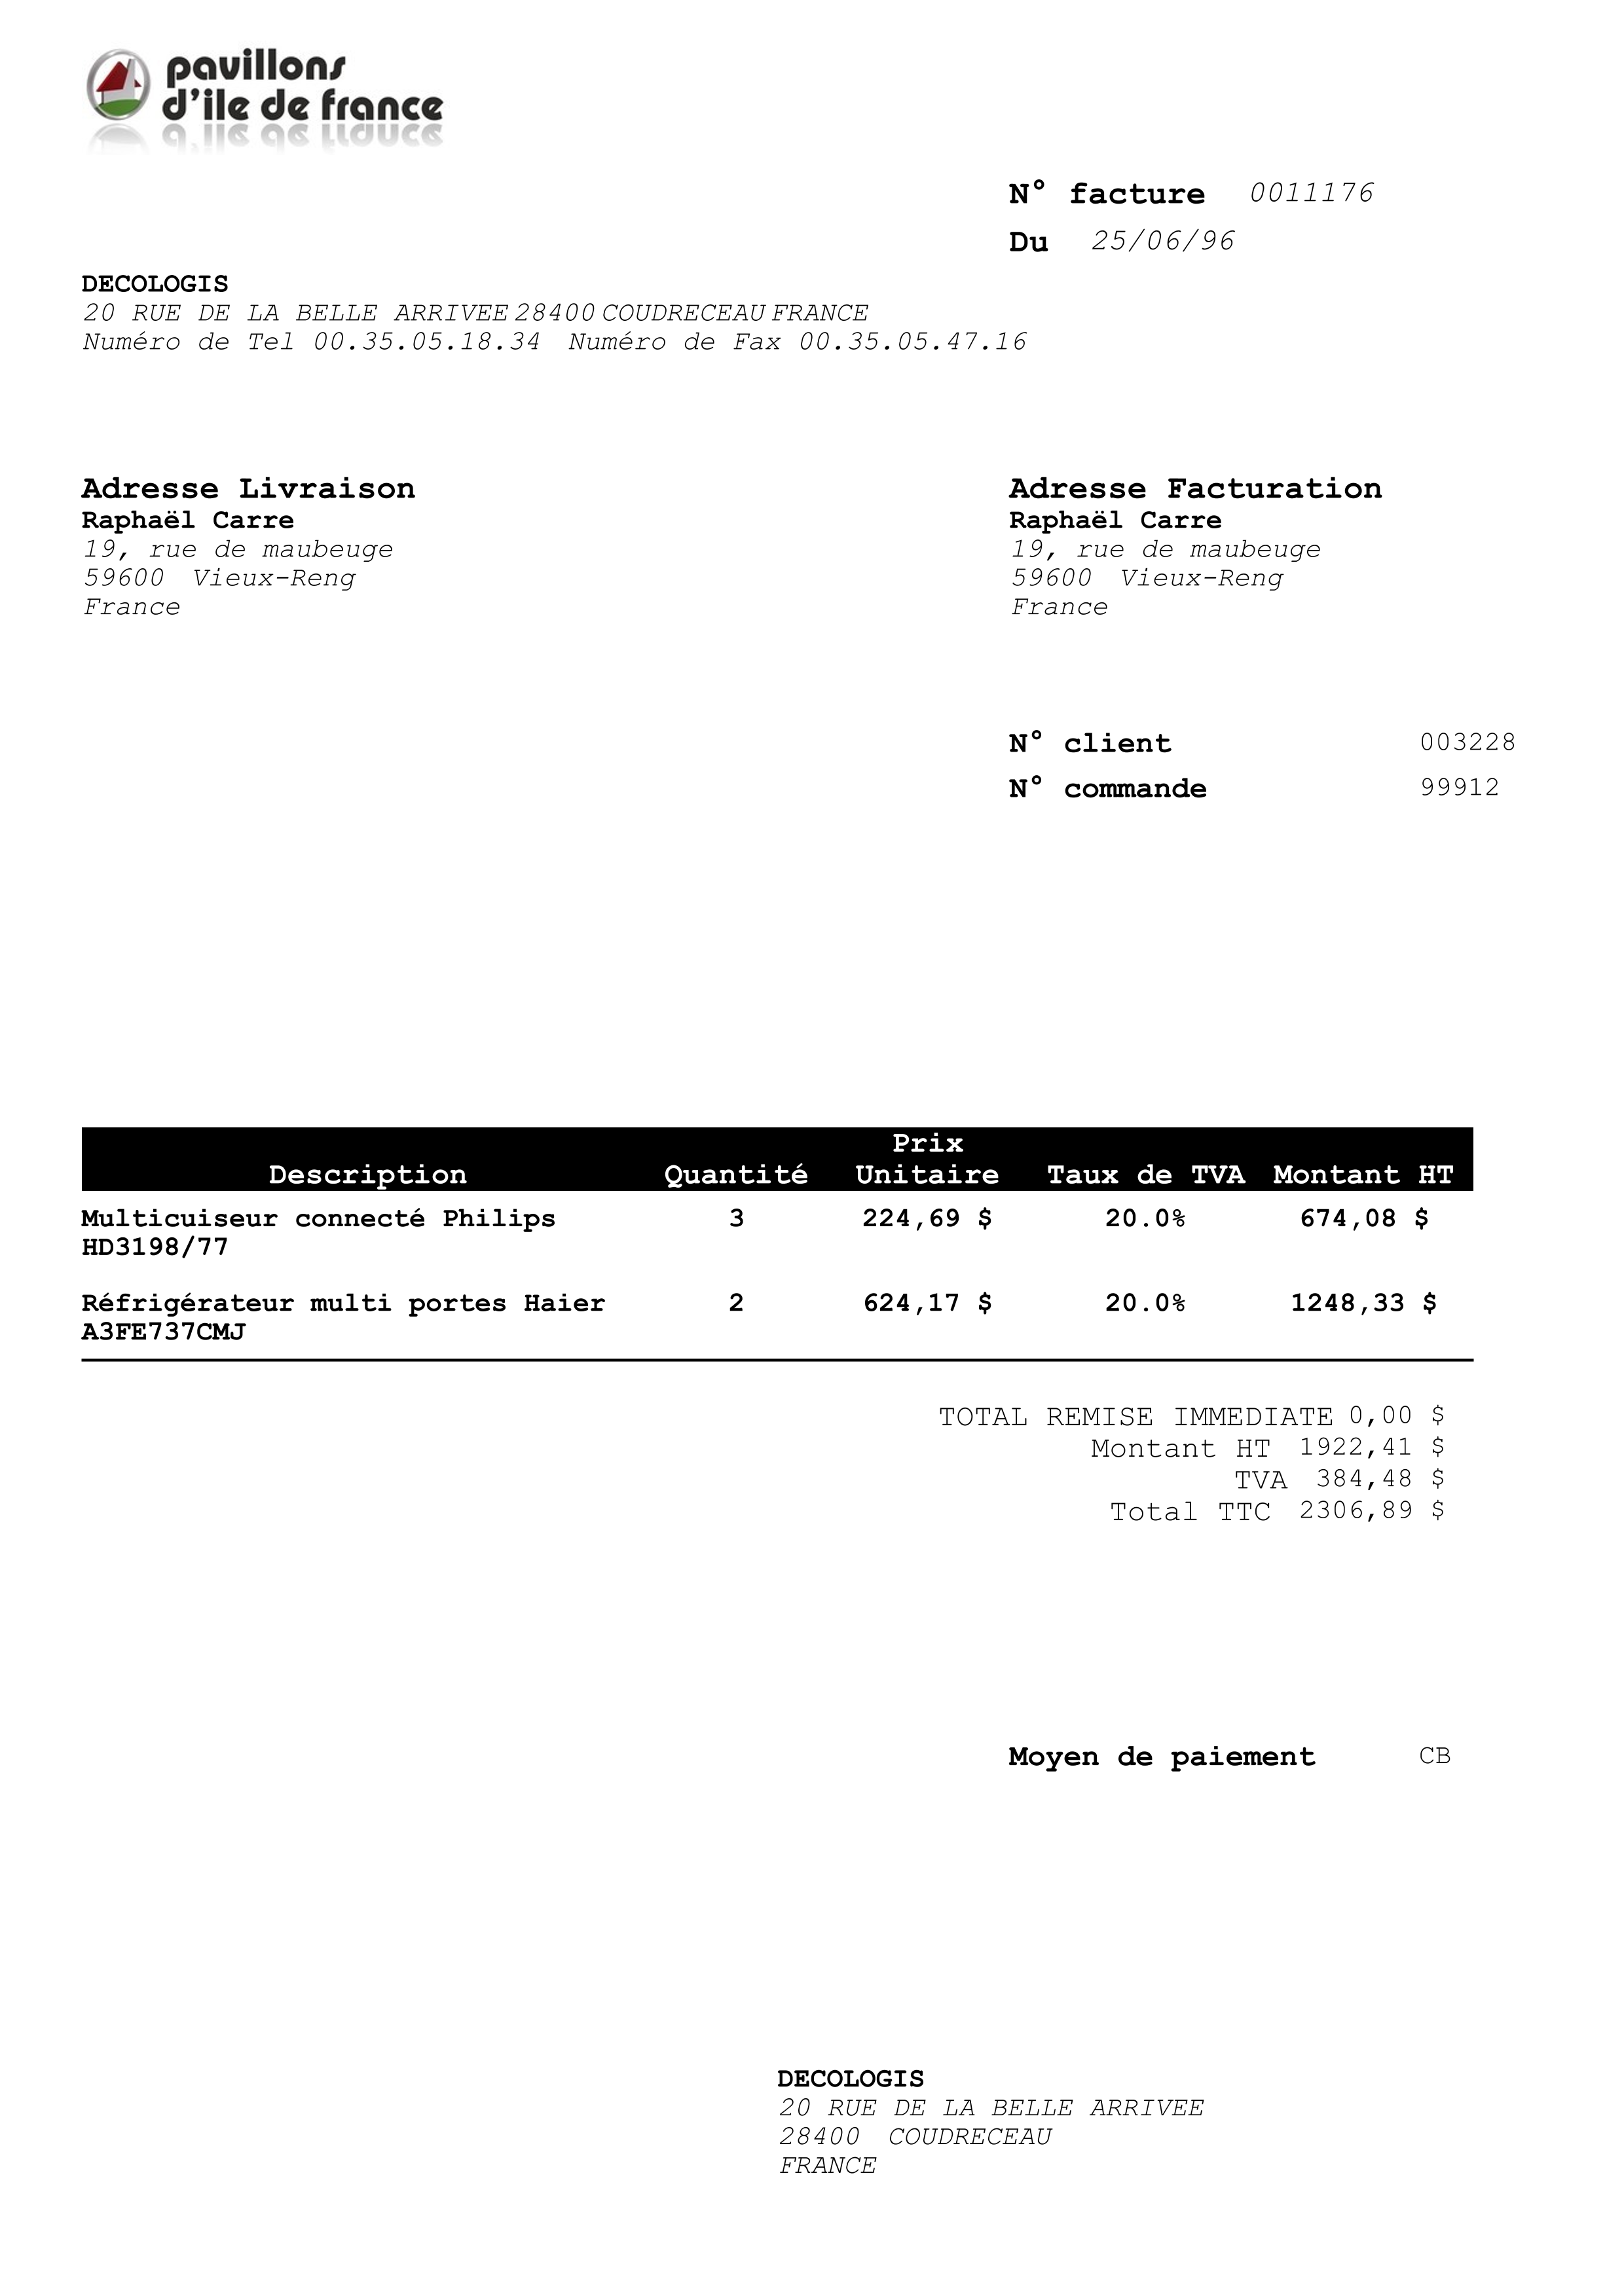 pavillons
d'ile de france
N° facture 0011176
Du 25/06/96
DECOLOGIS
20 RUE DE LA BELLE ARRIVEE 28400 COUDRECEAU FRANCE
Numéro de Tel 00.35.05.18.34 Numéro de Fax 00.35.05.47.16
Adresse Livraison
Raphaël Carre
19, rue de maubeuge
59600 Vieux-Reng
France
Adresse Facturation
Raphaël Carre
19, rue de maubeuge
59600 Vieux-Reng
France
N° client 003228
N° commande 99912
Description Quantité Prix Unitaire Taux de TVA Montant HT
Multicuiseur connecté Philips 3 224,69 $ 20.0% 674,08 $
HD3198/77
Réfrigérateur multi portes Haier 2 624,17 $ 20.0% 1248,33 $
A3FE737CMJ
TOTAL REMISE IMMEDIATE 0,00 $
Montant HT 1922,41 $
TVA 384,48 $
Total TTC 2306,89 $
Moyen de paiement CB
DECOLOGIS
20 RUE DE LA BELLE ARRIVEE
28400 COUDRECEAU
FRANCE